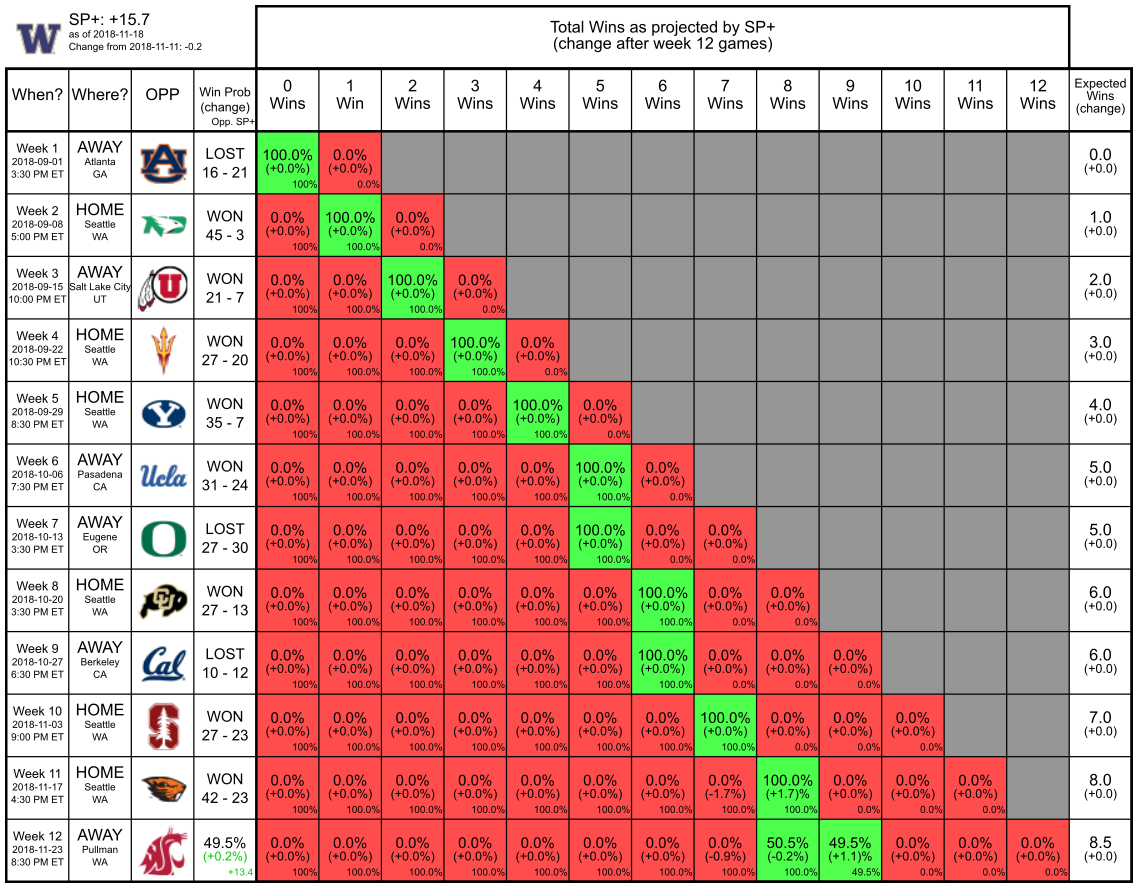 W SP+: +15.7
as of 2018-11-18
Change from 2018-11-11: -0.2
Total Wins as projected by SP+
(change after week 12 games)
When? Where? OPP Win Prob (change) Opp. SP+ 0 Wins 1 Win 2 Wins 3 Wins 4 Wins 5 Wins 6 Wins 7 Wins 8 Wins 9 Wins 10 Wins 11 Wins 12 Wins Expected Wins (change)
Week 1 AWAY LOST 100.0% 0.0% 0.0
2018-09-01 Atlanta AU 16 - 21 (+0.0%) (+0.0%) (+0.0)
3:30 PM ET GA 100% 0.0%
Week 2 HOME WON 0.0% 100.0% 0.0% 1.0
2018-09-08 Seattle 45 - 3 (+0.0%) (+0.0%) (+0.0%) (+0.0)
5:00 PM ET WA 100% 100.0% 0.0%
Week 3 AWAY WON 0.0% 0.0% 100.0% 0.0% 2.0
2018-09-15 Salt Lake City U 21 - 7 (+0.0%) (+0.0%) (+0.0%) (+0.0%) (+0.0)
10:00 PM ET UT 100% 100.0% 100.0% 0.0%
Week 4 HOME WON 0.0% 0.0% 0.0% 100.0% 0.0% 3.0
2018-09-22 Seattle 27 - 20 (+0.0%) (+0.0%) (+0.0%) (+0.0%) (+0.0%) (+0.0)
10:30 PM ET WA 100% 100.0% 100.0% 100.0% 0.0%
Week 5 HOME WON 0.0% 0.0% 0.0% 0.0% 100.0% 0.0% 4.0
2018-09-29 Seattle Y 35 - 7 (+0.0%) (+0.0%) (+0.0%) (+0.0%) (+0.0%) (+0.0%) (+0.0)
8:30 PM ET WA 100% 100.0% 100.0% 100.0% 100.0% 0.0%
Week 6 AWAY WON 0.0% 0.0% 0.0% 0.0% 0.0% 100.0% 0.0% 5.0
2018-10-06 Pasadena Ucla 31 - 24 (+0.0%) (+0.0%) (+0.0%) (+0.0%) (+0.0%) (+0.0%) (+0.0%) (+0.0)
7:30 PM ET CA 100% 100.0% 100.0% 100.0% 100.0% 100.0% 0.0%
Week 7 AWAY LOST 0.0% 0.0% 0.0% 0.0% 0.0% 100.0% 0.0% 0.0% 5.0
2018-10-13 Eugene O 27 - 30 (+0.0%) (+0.0%) (+0.0%) (+0.0%) (+0.0%) (+0.0%) (+0.0%) (+0.0%) (+0.0)
3:30 PM ET OR 100% 100.0% 100.0% 100.0% 100.0% 100.0% 0.0% 0.0%
Week 8 HOME WON 0.0% 0.0% 0.0% 0.0% 0.0% 0.0% 100.0% 0.0% 0.0% 6.0
2018-10-20 Seattle CU 27 - 13 (+0.0%) (+0.0%) (+0.0%) (+0.0%) (+0.0%) (+0.0%) (+0.0%) (+0.0%) (+0.0%) (+0.0)
3:30 PM ET WA 100% 100.0% 100.0% 100.0% 100.0% 100.0% 100.0% 0.0% 0.0%
Week 9 AWAY LOST 0.0% 0.0% 0.0% 0.0% 0.0% 0.0% 100.0% 0.0% 0.0% 0.0% 6.0
2018-10-27 Berkeley Cal 10 - 12 (+0.0%) (+0.0%) (+0.0%) (+0.0%) (+0.0%) (+0.0%) (+0.0%) (+0.0%) (+0.0%) (+0.0%) (+0.0)
6:30 PM ET CA 100% 100.0% 100.0% 100.0% 100.0% 100.0% 100.0% 0.0% 0.0% 0.0%
Week 10 HOME WON 0.0% 0.0% 0.0% 0.0% 0.0% 0.0% 0.0% 100.0% 0.0% 0.0% 0.0% 7.0
2018-11-03 Seattle S 27 - 23 (+0.0%) (+0.0%) (+0.0%) (+0.0%) (+0.0%) (+0.0%) (+0.0%) (+0.0%) (+0.0%) (+0.0%) (+0.0%) (+0.0)
9:00 PM ET WA 100% 100.0% 100.0% 100.0% 100.0% 100.0% 100.0% 100.0% 0.0% 0.0% 0.0%
Week 11 HOME WON 0.0% 0.0% 0.0% 0.0% 0.0% 0.0% 0.0% 0.0% 100.0% 0.0% 0.0% 0.0% 8.0
2018-11-17 Seattle 42 - 23 (+0.0%) (+0.0%) (+0.0%) (+0.0%) (+0.0%) (+0.0%) (+0.0%) (-1.7%) (+1.7)% (+0.0%) (+0.0%) (+0.0%) (+0.0)
4:30 PM ET WA 100% 100.0% 100.0% 100.0% 100.0% 100.0% 100.0% 100.0% 100.0% 0.0% 0.0% 0.0%
Week 12 AWAY 49.5% 0.0% 0.0% 0.0% 0.0% 0.0% 0.0% 0.0% 0.0% 50.5% 49.5% 0.0% 0.0% 0.0% 8.5
2018-11-23 Pullman (+0.2%) (+0.0%) (+0.0%) (+0.0%) (+0.0%) (+0.0%) (+0.0%) (+0.0%) (-0.9%) (-0.2%) (+1.1)% (+0.0%) (+0.0%) (+0.0%) (+0.0)
8:30 PM ET WA +13.4 100% 100.0% 100.0% 100.0% 100.0% 100.0% 100.0% 100.0% 100.0% 49.5% 0.0% 0.0% 0.0%